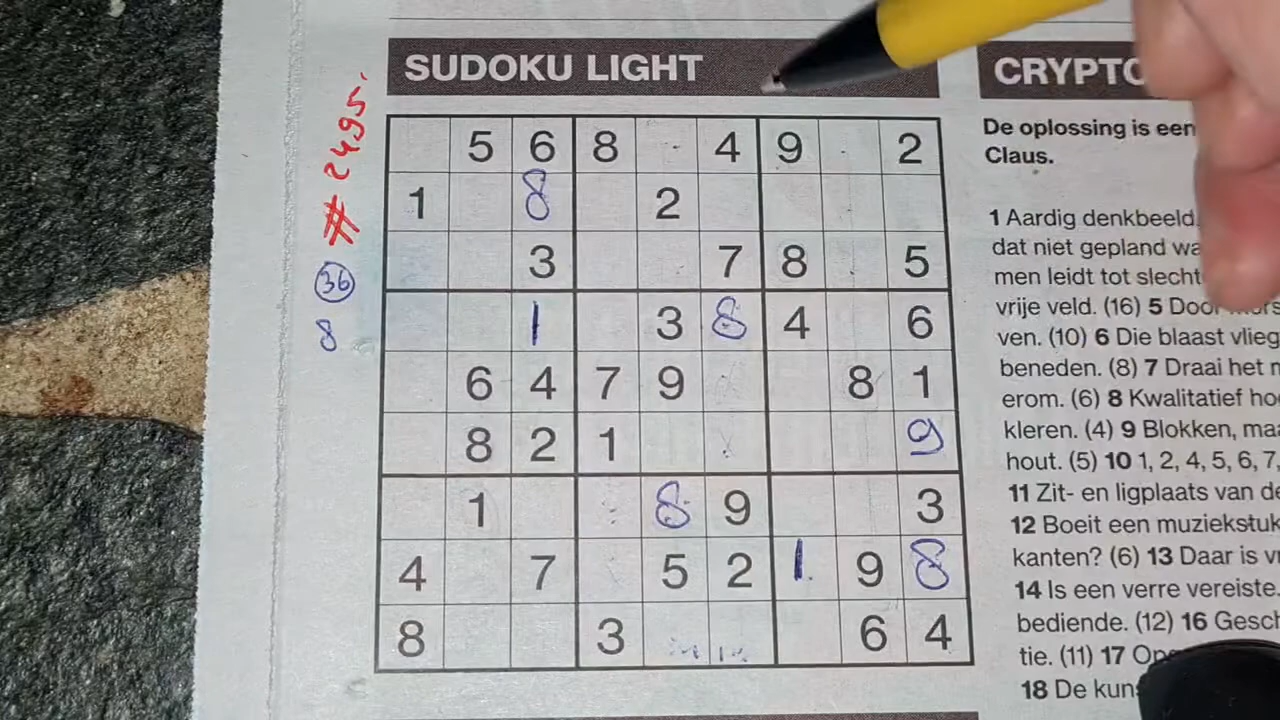 SUDOKU LIGHT
CRYPTO
# 2495.
36
8
5 6 8 4 9 2
1 8 2
3 7 8 5
1 3 8 4 6
6 4 7 9 8 1
8 2 1 9
1 8 9 3
4 7 5 2 1 9 8
8 3 6 4
De oplossing is een
Claus.
1 Aardig denkbeeld
dat niet gepland wa
men leidt tot slecht
vrije veld. (16) 5 Doo
ven. (10) 6 Die blaast vlieg
beneden. (8) 7 Draai het m
erom. (6) 8 Kwalitatief ho
kleren. (4) 9 Blokken, maa
hout. (5) 10 1, 2, 4, 5, 6, 7,
11 Zit- en ligplaats van de
12 Boeit een muziekstuk
kanten? (6) 13 Daar is v
14 Is een verre vereiste.
bediende. (12) 16 Gesch
tie. (11) 17 Op
18 De kun